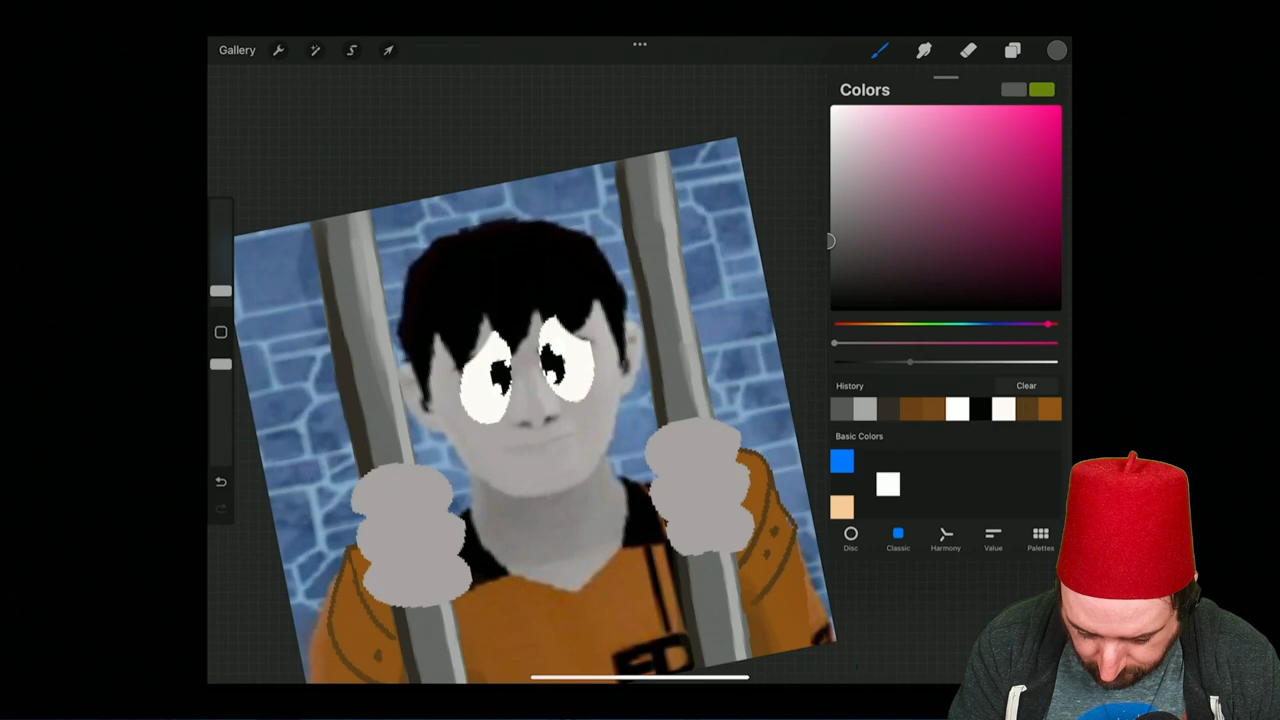 Gallery
Colors
History
Clear
Basic Colors
Disc
Classic
Harmony
Value
Palettes